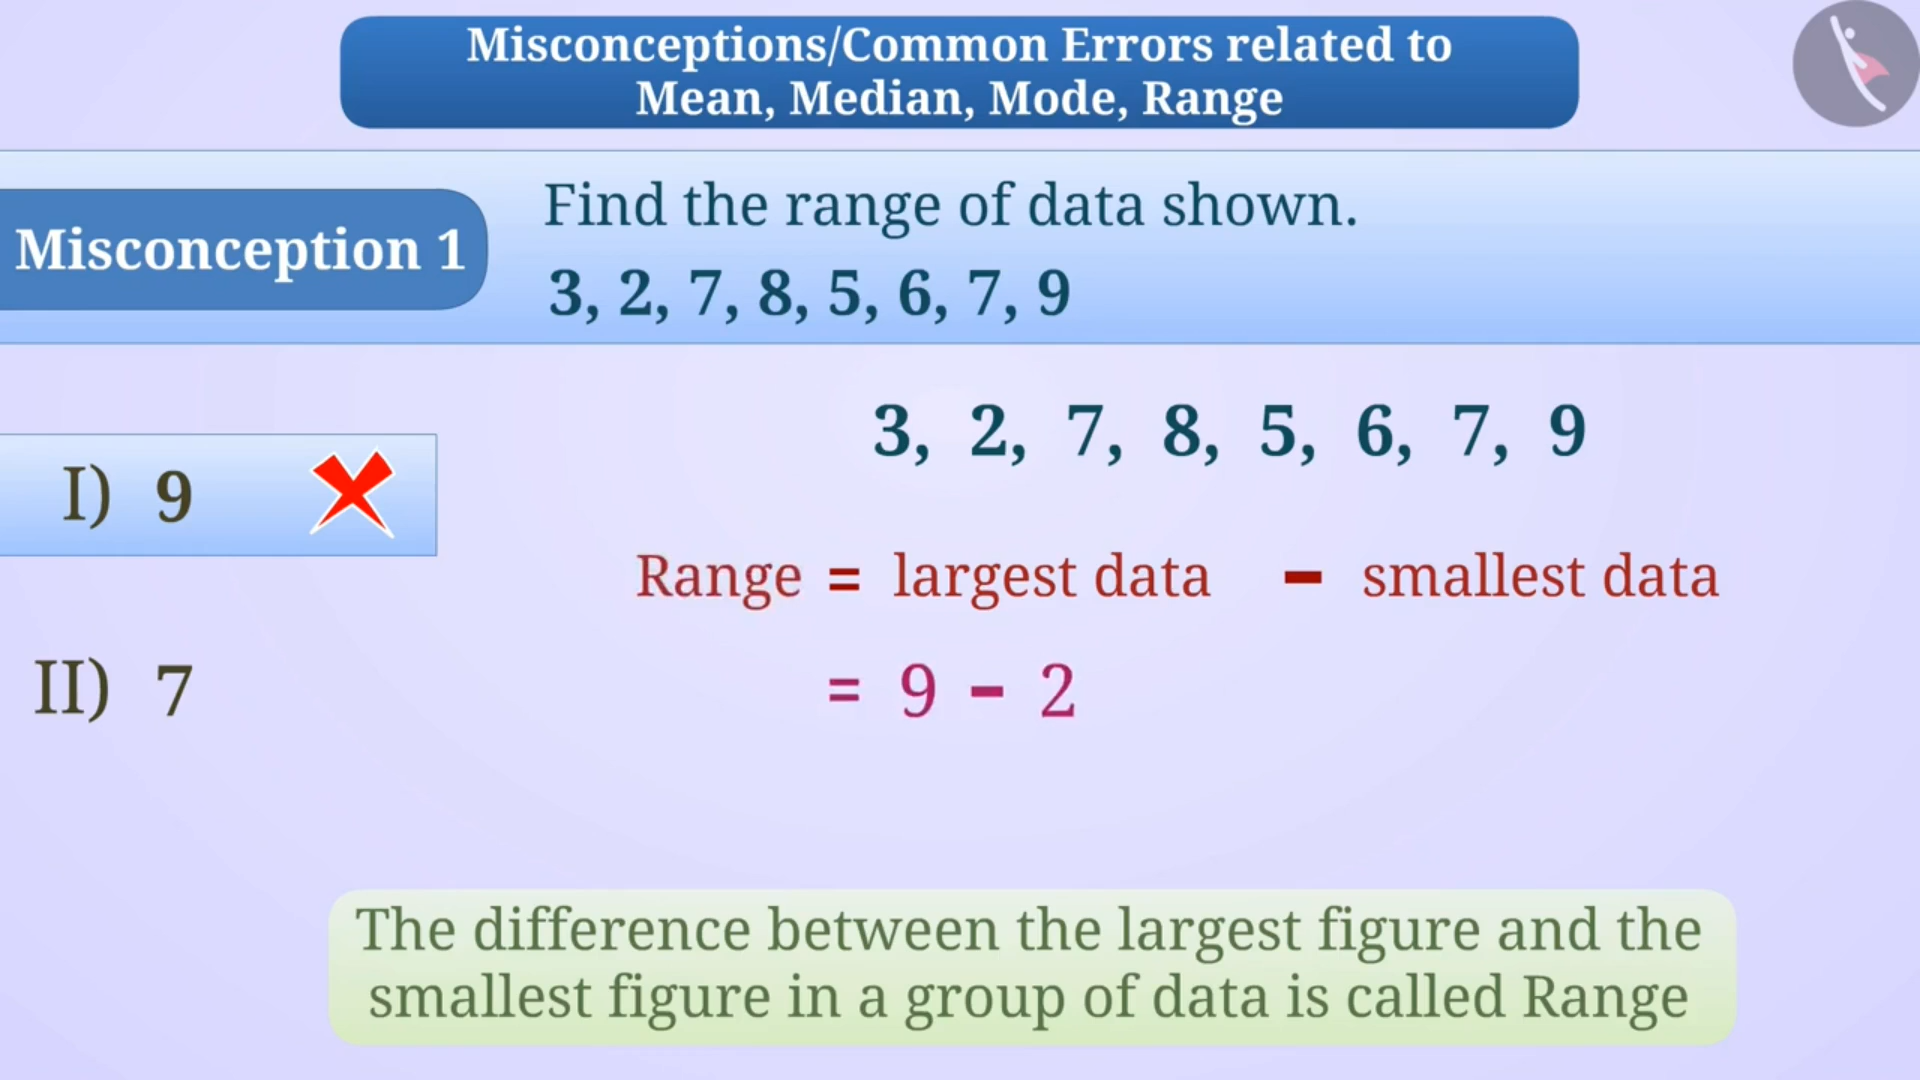 Misconceptions/Common Errors related to
Mean, Median, Mode, Range
Misconception 1
Find the range of data shown.
3, 2, 7, 8, 5, 6, 7, 9
3, 2, 7, 8, 5, 6, 7, 9
I) 9
Range = largest data - smallest data
II) 7
= 9 - 2
The difference between the largest figure and the
smallest figure in a group of data is called Range